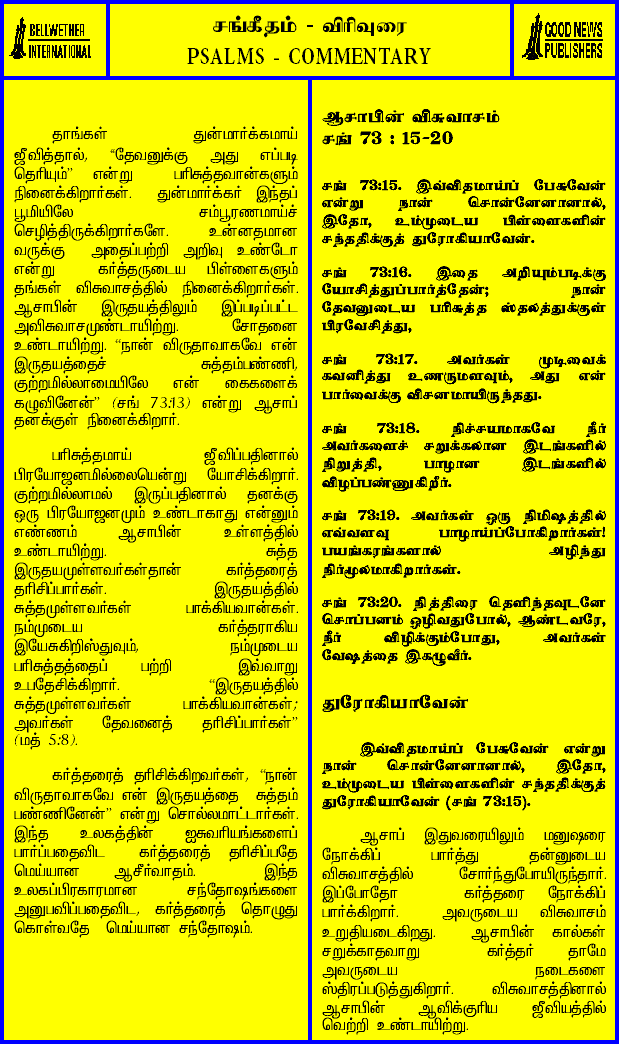 BELLWETHER
INTERNATIONAL
சங்கீதம் - விரிவுரை
PSALMS - COMMENTARY
GOOD NEWS
PUBLISHERS
தாங்கள் துன்மார்க்கமாய்
ஜீவித்தால், “தேவனுக்கு அது எப்படி
தெரியும்” என்று பரிசுத்தவான்களும்
நினைக்கிறார்கள். துன்மார்க்கர் இந்தப்
பூமியிலே சம்பூரணமாய்ச்
செழித்திருக்கிறார்களே. உன்னதமான
வருக்கு அதைப்பற்றி அறிவு உண்டோ
என்று கர்த்தருடைய பிள்ளைகளும்
தங்கள் விசுவாசத்தில் நினைக்கிறார்கள்.
ஆசாபின் இருதயத்திலும் இப்படிப்பட்ட
அவிசுவாசமுண்டாயிற்று. சோதனை
உண்டாயிற்று. “நான் விருதாவாகவே என்
இருதயத்தைச் சுத்தம்பண்ணி,
குற்றமில்லாமையிலே என் கைகளைக்
கழுவினேன்” (சங் 73:13) என்று ஆசாப்
தனக்குள் நினைக்கிறார்.
பரிசுத்தமாய் ஜீவிப்பதினால்
பிரயோஜனமில்லையென்று யோசிக்கிறார்.
குற்றமில்லாமல் இருப்பதினால் தனக்கு
ஒரு பிரயோஜனமும் உண்டாகாது என்னும்
எண்ணம் ஆசாபின் உள்ளத்தில்
உண்டாயிற்று. சுத்த
இருதயமுள்ளவர்கள்தான் கர்த்தரைத்
தரிசிப்பார்கள். இருதயத்தில்
சுத்தமுள்ளவர்கள் பாக்கியவான்கள்.
நம்முடைய கர்த்தராகிய
இயேசுகிறிஸ்துவும், நம்முடைய
பரிசுத்தத்தைப் பற்றி இவ்வாறு
உபதேசிக்கிறார். “இருதயத்தில்
சுத்தமுள்ளவர்கள் பாக்கியவான்கள்;
அவர்கள் தேவனைத் தரிசிப்பார்கள்”
(மத் 5:8).
கர்த்தரைத் தரிசிக்கிறவர்கள், “நான்
விருதாவாகவே என் இருதயத்தை சுத்தம்
பண்ணினேன்” என்று சொல்லமாட்டார்கள்.
இந்த உலகத்தின் ஐசுவரியங்களைப்
பார்ப்பதைவிட கர்த்தரைத் தரிசிப்பதே
மெய்யான ஆசீர்வாதம். இந்த
உலகப்பிரகாரமான சந்தோஷங்களை
அனுபவிப்பதைவிட, கர்த்தரைத் தொழுது
கொள்வதே மெய்யான சந்தோஷம்.
ஆசாபின் விசுவாசம்
சங் 73 : 15-20
சங் 73:15. இவ்விதமாய்ப் பேசுவேன்
என்று நான் சொன்னேனானால்,
இதோ, உம்முடைய பிள்ளைகளின்
சந்ததிக்குத் துரோகியாவேன்.
சங் 73:16. இதை அறியும்படிக்கு
யோசித்துப்பார்த்தேன்; நான்
தேவனுடைய பரிசுத்த ஸ்தலத்துக்குள்
பிரவேசித்து,
சங் 73:17. அவர்கள் முடிவைக்
கவனித்து உணருமளவும், அது என்
பார்வைக்கு விசனமாயிருந்தது.
சங் 73:18. நிச்சயமாகவே நீர்
அவர்களைச் சறுக்கலான இடங்களில்
நிறுத்தி, பாழான இடங்களில்
விழப்பண்ணுகிறீர்.
சங் 73:19. அவர்கள் ஒரு நிமிஷத்தில்
எவ்வளவு பாழாய்ப்போகிறார்கள்!
பயங்கரங்களால் அழிந்து
நிர்மூலமாகிறார்கள்.
சங் 73:20. நித்திரை தெளிந்தவுடனே
சொப்பனம் ஒழிவதுபோல், ஆண்டவரே,
நீர் விழிக்கும்போது, அவர்கள்
வேஷத்தை இகழுவீர்.
துரோகியாவேன்
இவ்விதமாய்ப் பேசுவேன் என்று
நான் சொன்னேனானால், இதோ,
உம்முடைய பிள்ளைகளின் சந்ததிக்குத்
துரோகியாவேன் (சங் 73:15).
ஆசாப் இதுவரையிலும் மனுஷரை
நோக்கிப் பார்த்து தன்னுடைய
விசுவாசத்தில் சோர்ந்துபோயிருந்தார்.
இப்போதோ கர்த்தரை நோக்கிப்
பார்க்கிறார். அவருடைய விசுவாசம்
உறுதியடைகிறது. ஆசாபின் கால்கள்
சறுக்காதவாறு கர்த்தர் தாமே
அவருடைய நடைகளை
ஸ்திரப்படுத்துகிறார். விசுவாசத்தினால்
ஆசாபின் ஆவிக்குரிய ஜீவியத்தில்
வெற்றி உண்டாயிற்று.